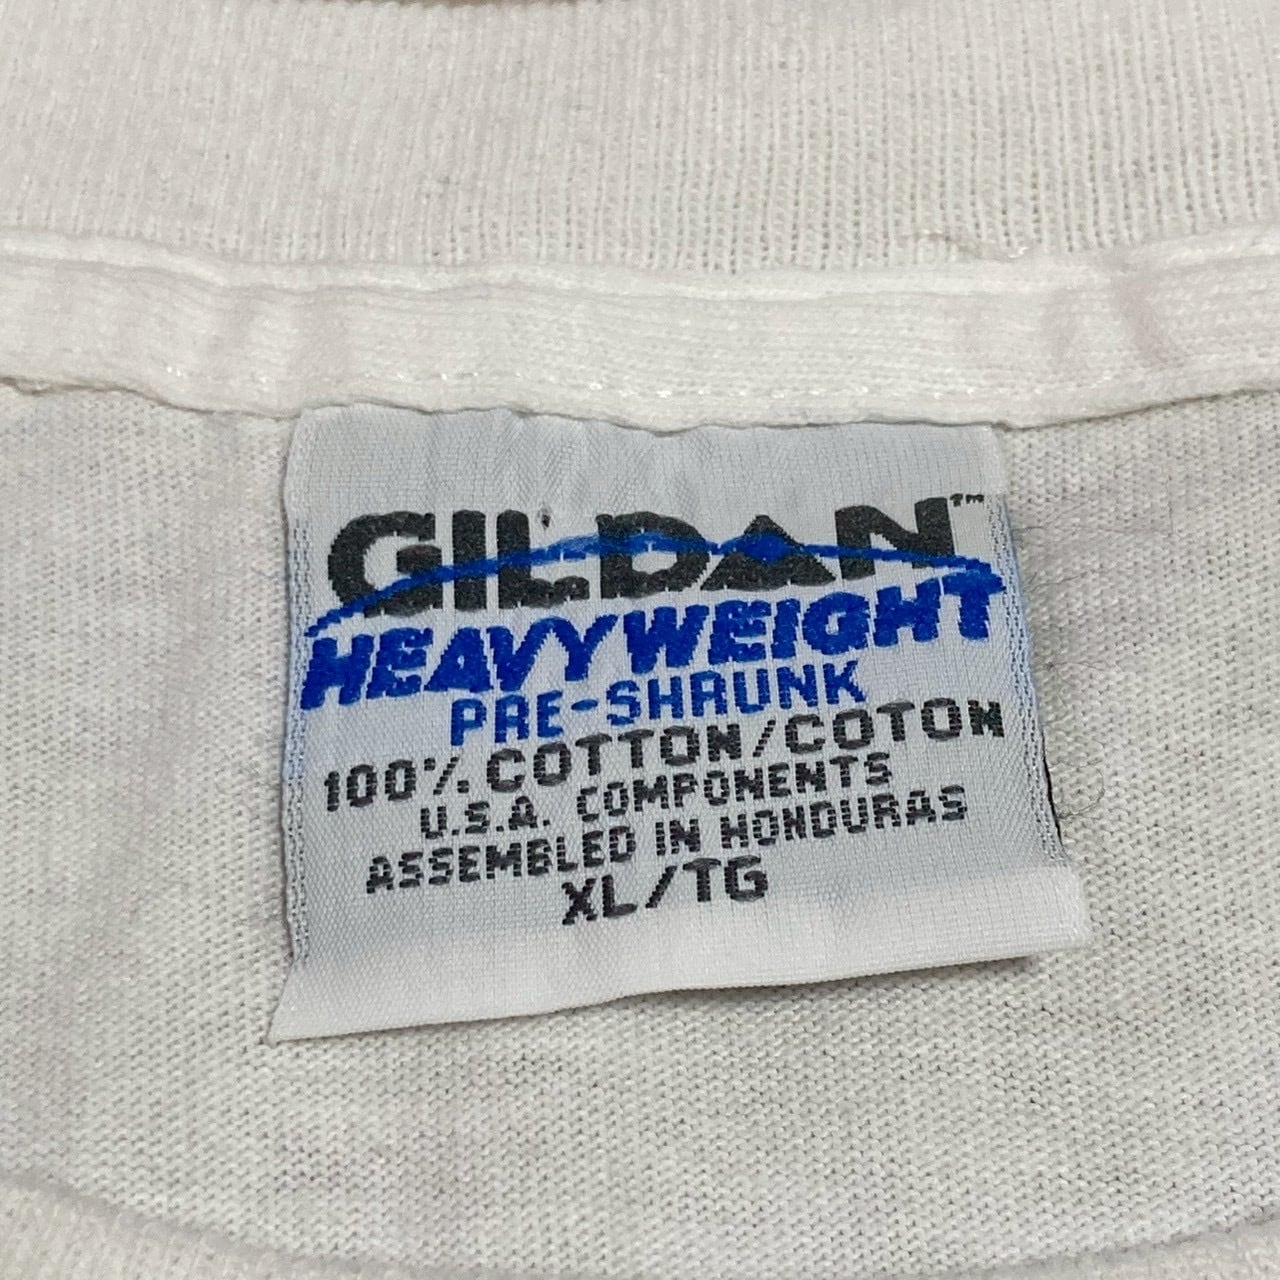 GILDAN™
HEAVYWEIGHT
PRE-SHRUNK
100% COTTON/COTON
U.S.A. COMPONENTS
ASSEMBLED IN HONDURAS
XL/TG